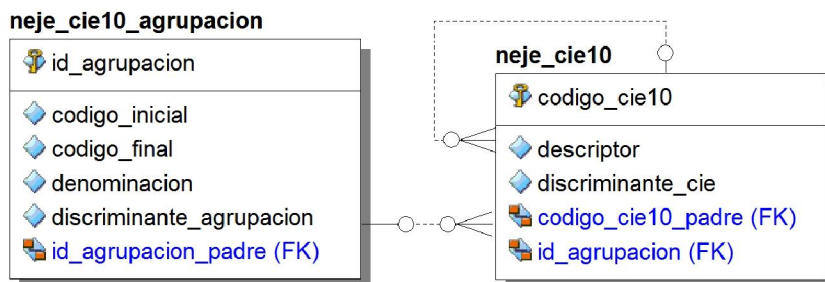 neje_cie10_agrupacion
id_agrupacion
codigo_inicial
codigo_final
denominacion
discriminante_agrupacion
id_agrupacion_padre (FK)
neje_cie10
codigo_cie10
descriptor
discriminante_cie
codigo_cie10_padre (FK)
id_agrupacion (FK)